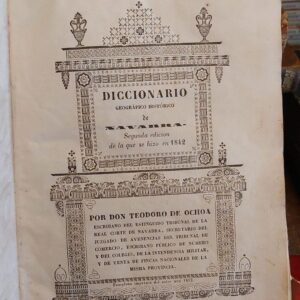 DICCIONARIO
GEOGRÁFICO HISTÓRICO
de
NAVARRA.
Segunda edicion
de la que se hizo en 1842
POR DON TEODORO DE OCHOA
ESCRIBANO DEL ESTINGUIDO TRIBUNAL DE LA
REAL CORTE DE NAVARRA, SECRETARIO DEL
JUZGADO DE AVENENCIAS DEL TRIBUNAL DE
COMERCIO, ESCRIBANO PÚBLICO DE NUMERO
Y DEL COLEGIO, DE LA INTENDENCIA MILITAR,
Y DE VENTA DE FINCAS NACIONALES DE LA
MISMA PROVINCIA.